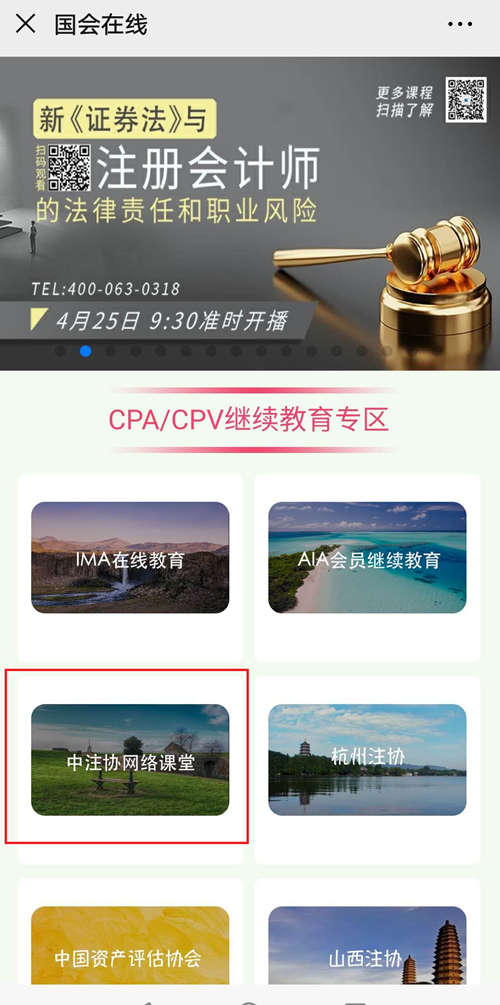 国会在线
更多课程
扫描了解
新《证券法》与
扫码观看
注册会计师
的法律责任和职业风险
TEL:400-063-0318
4月25日 9:30准时开播
CPA/CPV继续教育专区
IMA在线教育
AIA会员继续教育
中注协网络课堂
杭州注协
中国资产评估协会
山西注协